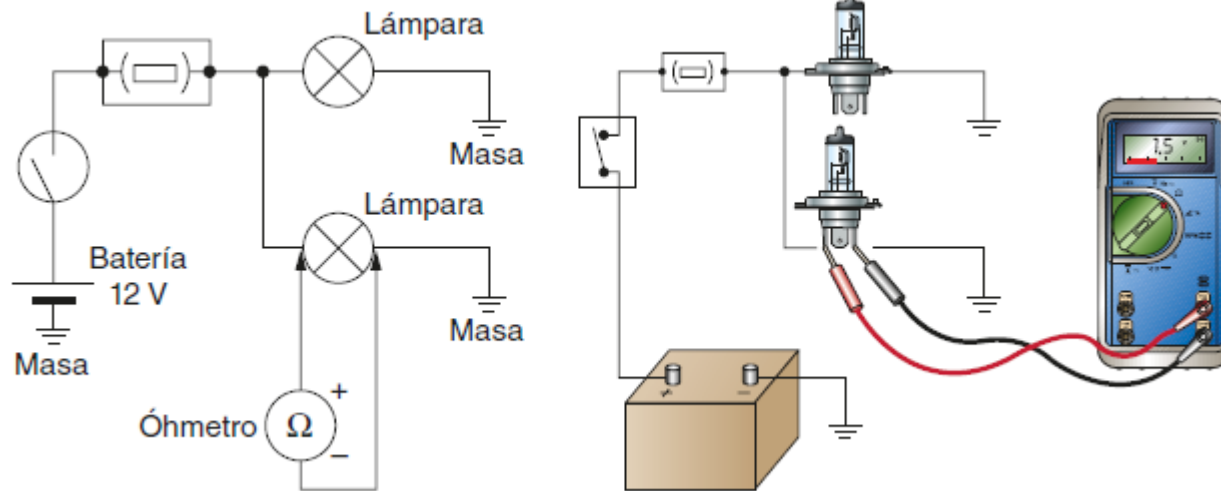 Lámpara
Masa
Lámpara
Batería
12 V
Masa
Masa
Óhmetro
Ω
+
−
+
−
1,5